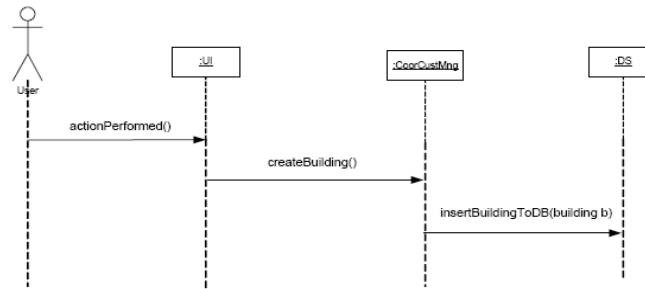 :UI
:CoorCustMng
:DS
User
actionPerformed()
createBuilding()
insertBuildingToDB(building b)